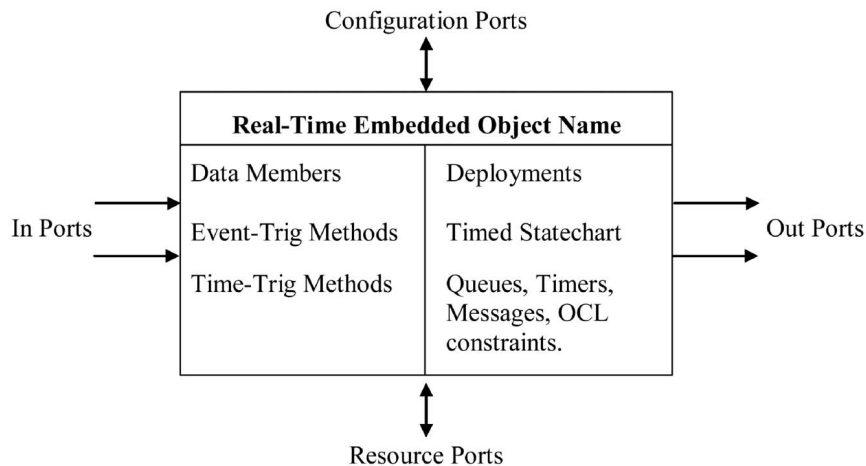 Configuration Ports
Real-Time Embedded Object Name
Data Members
Deployments
In Ports
Event-Trig Methods
Timed Statechart
Out Ports
Time-Trig Methods
Queues, Timers,
Messages, OCL
constraints.
Resource Ports